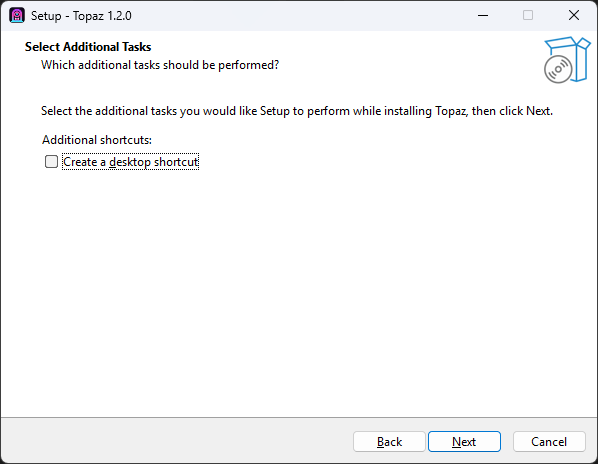 Setup - Topaz 1.2.0
Select Additional Tasks
Which additional tasks should be performed?
Select the additional tasks you would like Setup to perform while installing Topaz, then click Next.
Additional shortcuts:
Create a desktop shortcut
Back Next Cancel